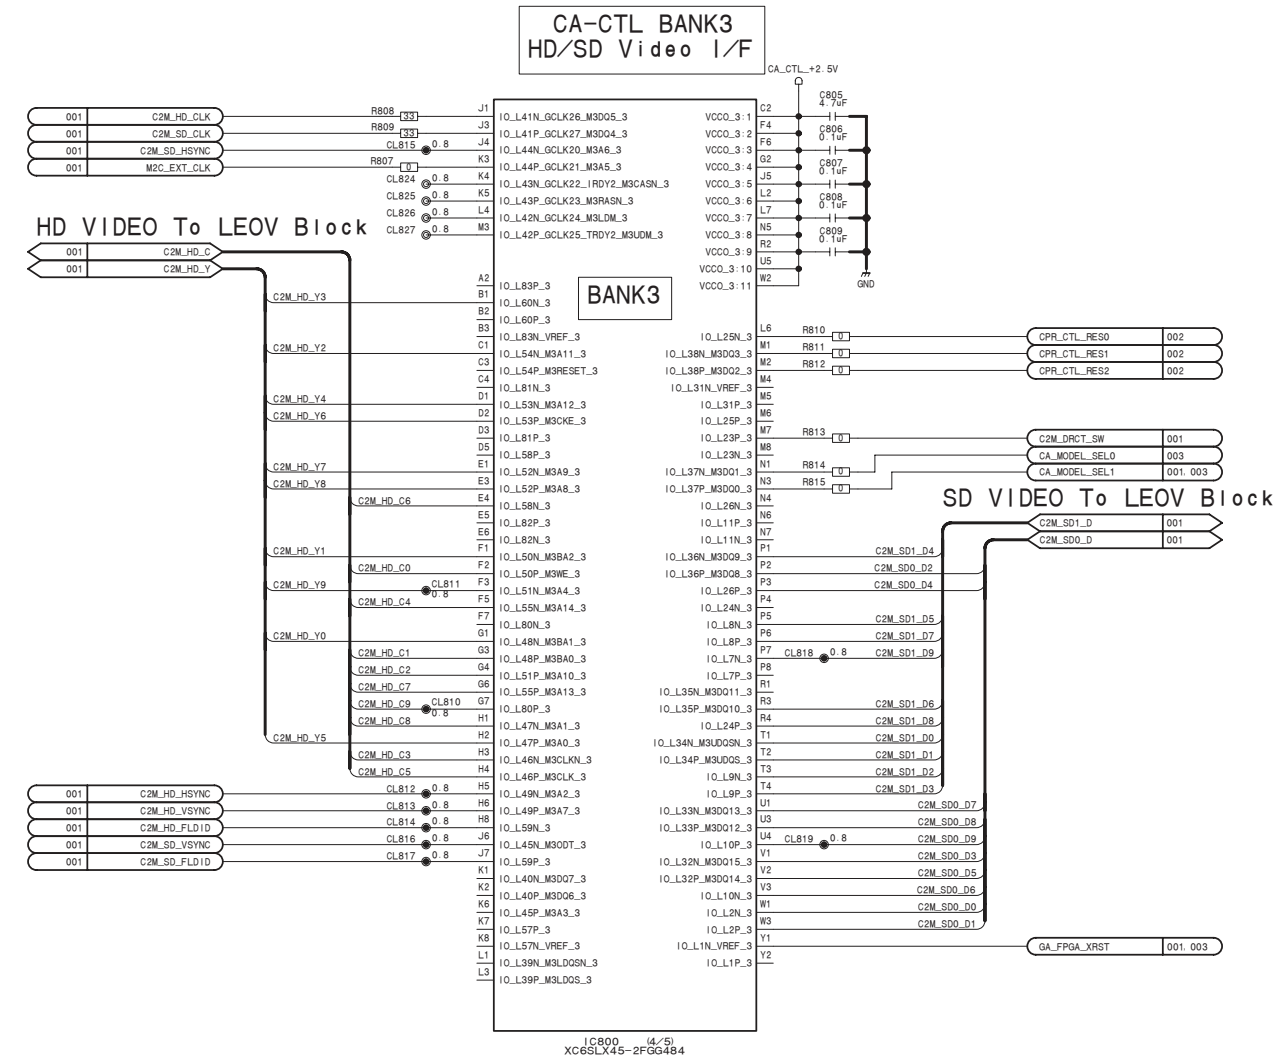 CA-CTL BANK3
HD/SD Video I/F
CA_CTL_+2.5V
001 C2M_HD_CLK R808 33 J1 IO_L41N_GCLK26_M3DQ5_3
001 C2M_SD_CLK R809 33 J3 IO_L41P_GCLK27_M3DQ4_3
001 C2M_SD_HSYNC CL815 0.8 J4 IO_L44N_GCLK20_M3A6_3
001 M2C_EXT_CLK R807 0 K3 IO_L44P_GCLK21_M3A5_3
CL824 0.8 K4 IO_L43N_GCLK22_IRDY2_M3CASN_3
CL825 0.8 K5 IO_L43P_GCLK23_M3RASN_3
CL826 0.8 L4 IO_L42N_GCLK24_M3LDM_3
CL827 0.8 M3 IO_L42P_GCLK25_TRDY2_M3UDM_3
VCCO_3:1 C2
VCCO_3:2 F4
VCCO_3:3 F6
VCCO_3:4 G2
VCCO_3:5 J5
VCCO_3:6 L2
VCCO_3:7 L7
VCCO_3:8 N5
VCCO_3:9 R2
VCCO_3:10 U5
VCCO_3:11 W2
C805
4.7uF
C806
0.1uF
C807
0.1uF
C808
0.1uF
C809
0.1uF
GND
HD VIDEO To LEOV Block
001 C2M_HD_C
001 C2M_HD_Y
BANK3
A2 IO_L83P_3
C2M_HD_Y3 B1 IO_L60N_3
B2 IO_L60P_3
B3 IO_L83N_VREF_3
C2M_HD_Y2 C1 IO_L54N_M3A11_3
C3 IO_L54P_M3RESET_3
C4 IO_L81N_3
C2M_HD_Y4 D1 IO_L53N_M3A12_3
C2M_HD_Y6 D2 IO_L53P_M3CKE_3
D3 IO_L81P_3
D5 IO_L58P_3
C2M_HD_Y7 E1 IO_L52N_M3A9_3
C2M_HD_Y8 E3 IO_L52P_M3A8_3
C2M_HD_C6 E4 IO_L58N_3
E5 IO_L82P_3
E6 IO_L82N_3
C2M_HD_Y1 F1 IO_L50N_M3BA2_3
C2M_HD_C0 F2 IO_L50P_M3WE_3
C2M_HD_Y9 CL811 0.8 F3 IO_L51N_M3A4_3
C2M_HD_C4 F5 IO_L55N_M3A14_3
F7 IO_L80N_3
C2M_HD_Y0 G1 IO_L48N_M3BA1_3
C2M_HD_C1 G3 IO_L48P_M3BA0_3
C2M_HD_C2 G4 IO_L51P_M3A10_3
C2M_HD_C7 G6 IO_L55P_M3A13_3
C2M_HD_C9 CL810 0.8 G7 IO_L80P_3
C2M_HD_C8 H1 IO_L47N_M3A1_3
C2M_HD_Y5 H2 IO_L47P_M3A0_3
C2M_HD_C3 H3 IO_L46N_M3CLKN_3
C2M_HD_C5 H4 IO_L46P_M3CLK_3
001 C2M_HD_HSYNC CL812 0.8 H5 IO_L49N_M3A2_3
001 C2M_HD_VSYNC CL813 0.8 H6 IO_L49P_M3A7_3
001 C2M_HD_FLDID CL814 0.8 H8 IO_L59N_3
001 C2M_SD_VSYNC CL816 0.8 J6 IO_L45N_M3ODT_3
001 C2M_SD_FLDID CL817 0.8 J7 IO_L59P_3
K1 IO_L40N_M3DQ7_3
K2 IO_L40P_M3DQ6_3
K6 IO_L45P_M3A3_3
K7 IO_L57P_3
K8 IO_L57N_VREF_3
L1 IO_L39N_M3LDQSN_3
L3 IO_L39P_M3LDQS_3
IO_L25N_3 L6 R810 0 CPR_CTL_RES0 002
IO_L38N_M3DQ3_3 M1 R811 0 CPR_CTL_RES1 002
IO_L38P_M3DQ2_3 M2 R812 0 CPR_CTL_RES2 002
IO_L31N_VREF_3 M4
IO_L31P_3 M5
IO_L25P_3 M6
IO_L23P_3 M7 R813 0 C2M_DRCT_SW 001
IO_L23N_3 M8 CA_MODEL_SEL0 003
IO_L37N_M3DQ1_3 N1 R814 0 CA_MODEL_SEL1 001,003
IO_L37P_M3DQ0_3 N3 R815 0
SD VIDEO To LEOV Block
IO_L26N_3 N4
IO_L11P_3 N6 C2M_SD1_D 001
IO_L11N_3 N7 C2M_SD0_D 001
IO_L36N_M3DQ9_3 P1 C2M_SD1_D4
IO_L36P_M3DQ8_3 P2 C2M_SD0_D2
IO_L26P_3 P3 C2M_SD0_D4
IO_L24N_3 P4
IO_L8N_3 P5 C2M_SD1_D5
IO_L8P_3 P6 C2M_SD1_D7
IO_L7N_3 P7 CL818 0.8 C2M_SD1_D9
IO_L7P_3 P8
IO_L35N_M3DQ11_3 R1
IO_L35P_M3DQ10_3 R3 C2M_SD1_D6
IO_L24P_3 R4 C2M_SD1_D8
IO_L34N_M3UDQSN_3 T1 C2M_SD1_D0
IO_L34P_M3UDQS_3 T2 C2M_SD1_D1
IO_L9N_3 T3 C2M_SD1_D2
IO_L9P_3 T4 C2M_SD1_D3
IO_L33N_M3DQ13_3 U1 C2M_SD0_D7
IO_L33P_M3DQ12_3 U3 C2M_SD0_D8
IO_L10P_3 U4 CL819 0.8 C2M_SD0_D9
IO_L32N_M3DQ15_3 V1 C2M_SD0_D3
IO_L32P_M3DQ14_3 V2 C2M_SD0_D5
IO_L10N_3 V3 C2M_SD0_D6
IO_L2N_3 W1 C2M_SD0_D0
IO_L2P_3 W3 C2M_SD0_D1
IO_L1N_VREF_3 Y1 GA_FPGA_XRST 001,003
IO_L1P_3 Y2
IC800 (4/5)
XC6SLX45-2FGG484